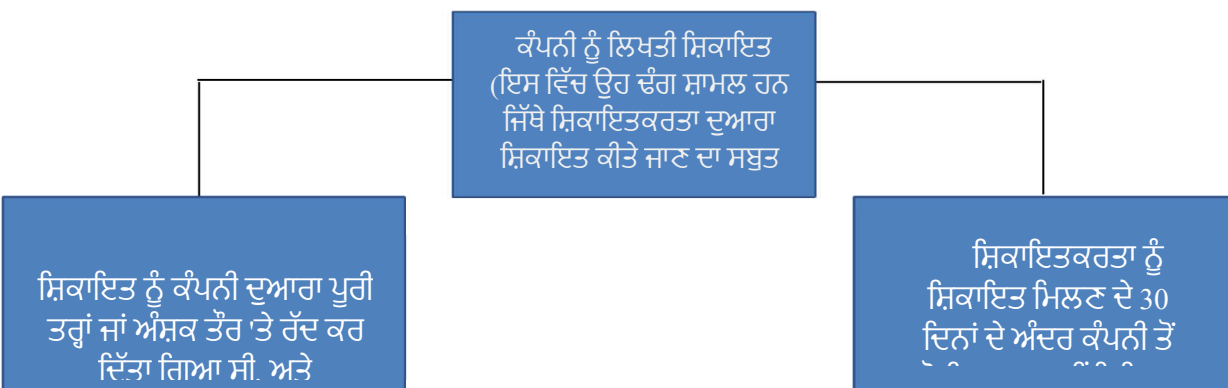 ਕੰਪਨੀ ਨੂੰ ਲਿਖਤੀ ਸ਼ਿਕਾਇਤ
(ਇਸ ਵਿੱਚ ਉਹ ਢੰਗ ਸ਼ਾਮਲ ਹਨ
ਜਿੱਥੇ ਸ਼ਿਕਾਇਤਕਰਤਾ ਦੁਆਰਾ
ਸ਼ਿਕਾਇਤ ਕੀਤੇ ਜਾਣ ਦਾ ਸਬੂਤ
ਸ਼ਿਕਾਇਤ ਨੂੰ ਕੰਪਨੀ ਦੁਆਰਾ ਪੂਰੀ
ਤਰ੍ਹਾਂ ਜਾਂ ਅੰਸ਼ਕ ਤੌਰ 'ਤੇ ਰੱਦ ਕਰ
ਦਿੱਤਾ ਗਿਆ ਸੀ, ਅਤੇ
ਸ਼ਿਕਾਇਤਕਰਤਾ ਨੂੰ
ਸ਼ਿਕਾਇਤ ਮਿਲਣ ਦੇ 30
ਦਿਨਾਂ ਦੇ ਅੰਦਰ ਕੰਪਨੀ ਤੋਂ